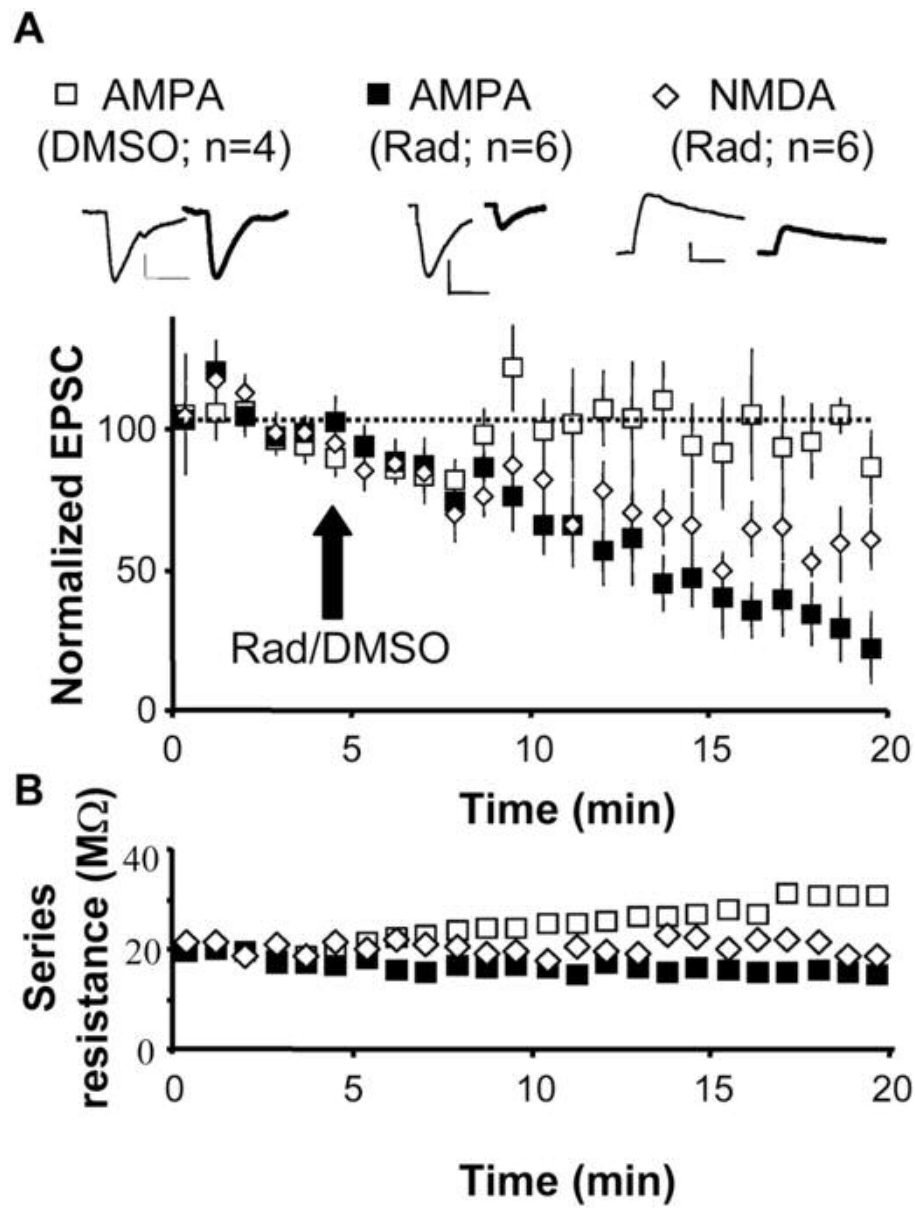 A
□ AMPA ■ AMPA ◇ NMDA
(DMSO; n=4) (Rad; n=6) (Rad; n=6)
Normalized EPSC
100
50
0
Rad/DMSO
0 5 10 15 20
Time (min)
B
Series
resistance (MΩ)
40
20
0
0 5 10 15 20
Time (min)